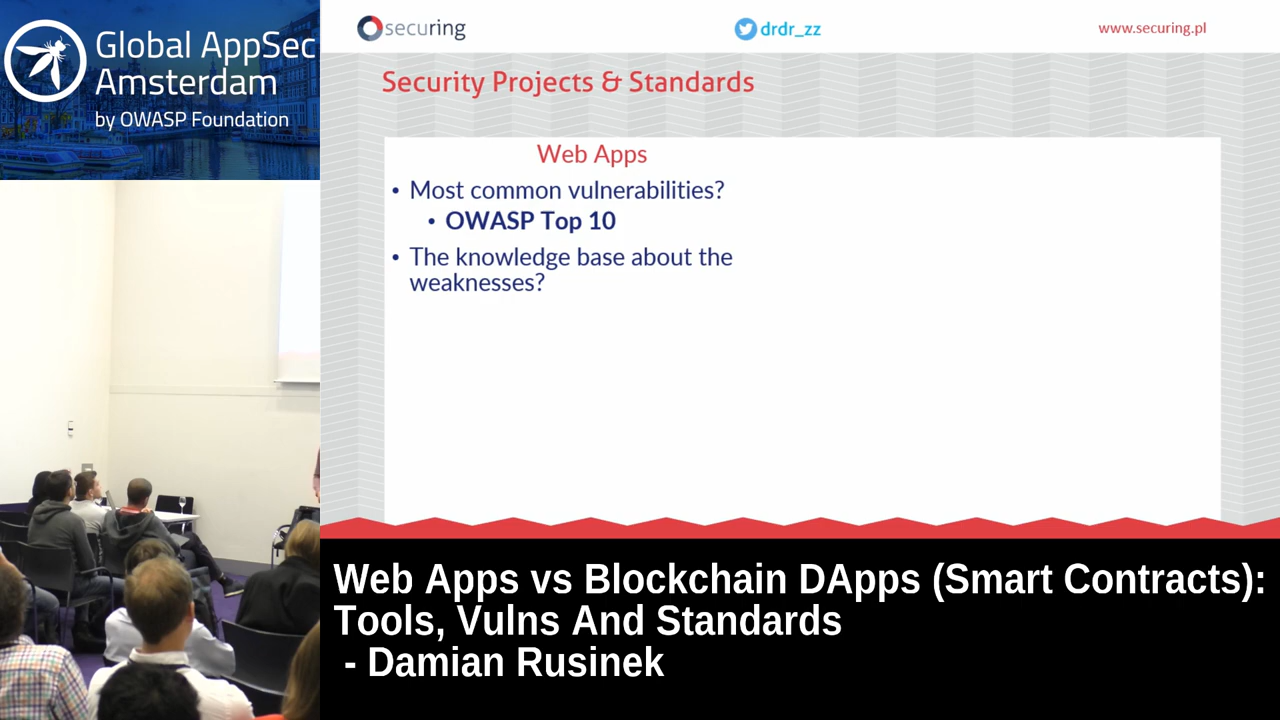 Global AppSec
Amsterdam
by OWASP Foundation
securing
drdr_zz
www.securing.pl
Security Projects & Standards
Web Apps
• Most common vulnerabilities?
• OWASP Top 10
• The knowledge base about the
weaknesses?
Web Apps vs Blockchain DApps (Smart Contracts):
Tools, Vulns And Standards
- Damian Rusinek